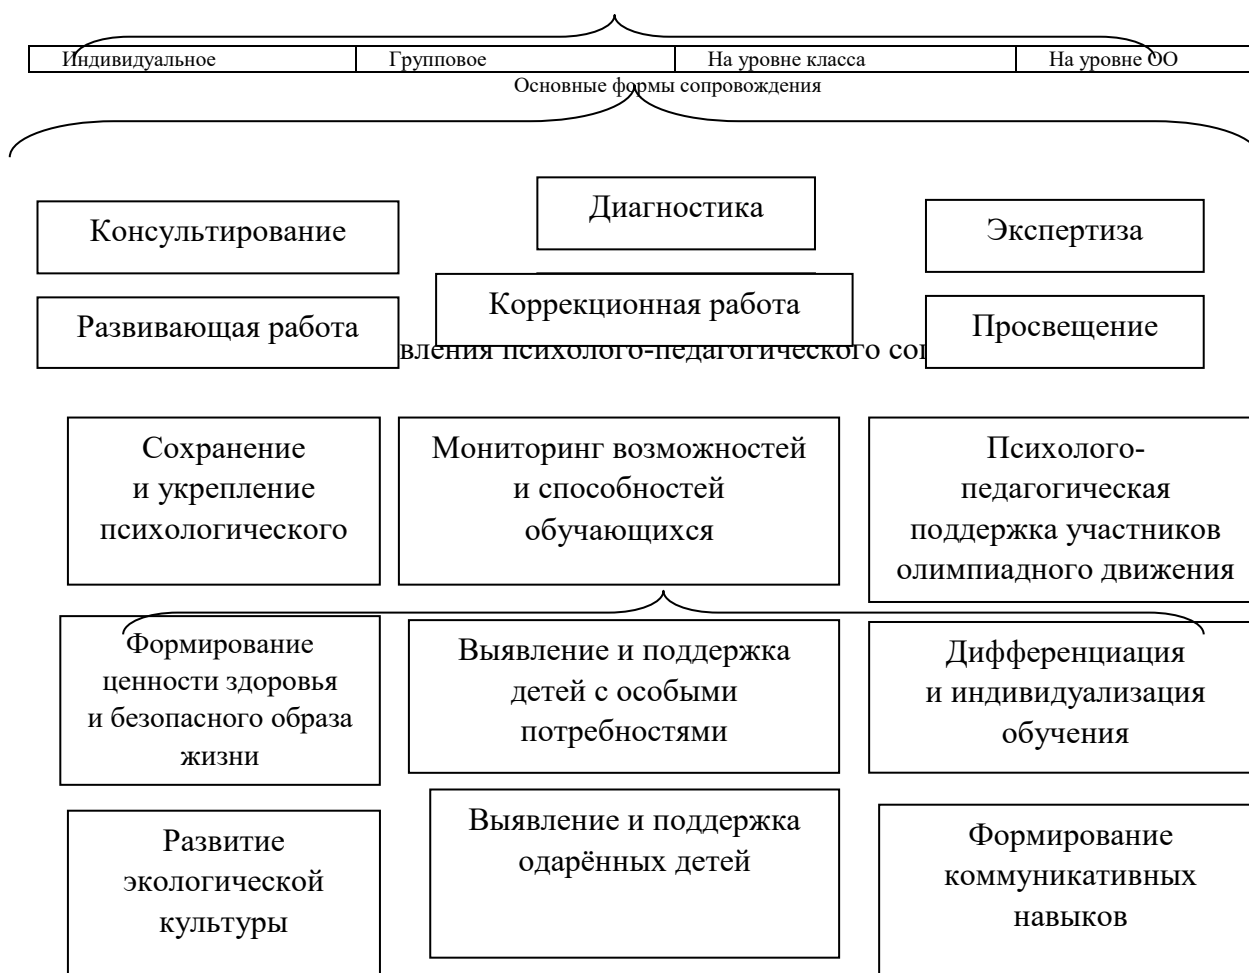 Индивидуальное Групповое На уровне класса На уровне ОО
Основные формы сопровождения
Консультирование
Диагностика
Экспертиза
Развивающая работа
Коррекционная работа
Просвещение
психолого-педагогического
Сохранение
и укрепление
психологического
Мониторинг возможностей
и способностей
обучающихся
Психолого-
педагогическая
поддержка участников
олимпиадного движения
Формирование
ценности здоровья
и безопасного образа
жизни
Выявление и поддержка
детей с особыми
потребностями
Дифференциация
и индивидуализация
обучения
Развитие
экологической
культуры
Выявление и поддержка
одарённых детей
Формирование
коммуникативных
навыков